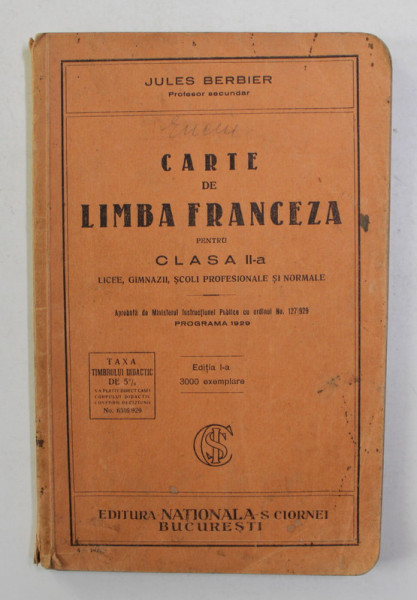 JULES BERBIER
Profesor secundar
CARTE
DE
LIMBA FRANCEZA
PENTRU
CLASA II-a
LICEE, GIMNAZII, ȘCOLI PROFESIONALE ȘI NORMALE
Aprobată de Ministerul Instrucțiunei Publice cu ordinul No. 127/929
PROGRAMA 1929
TAXA
TIMBRULUI DIDACTIC
DE 5%
Ediția I-a
3000 exemplare
EDITURA NAȚIONALA S. CIORNEI
BUCUREȘTI